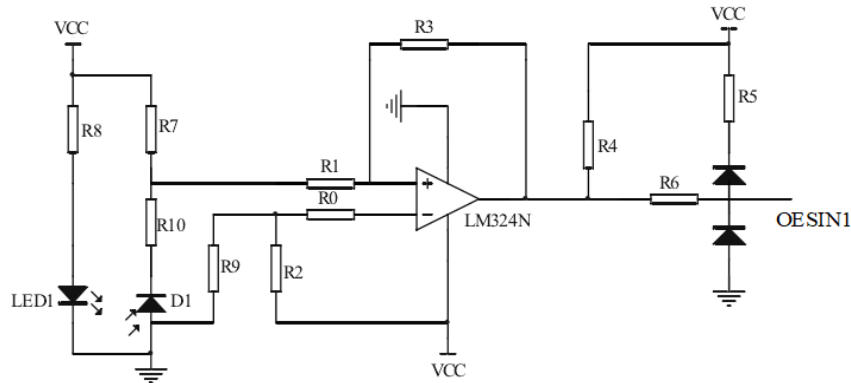 VCC
R3
VCC
R8
R7
R5
R4
R1
R0
LM324N
R6
OESIN1
R10
R9
R2
LED1
D1
VCC